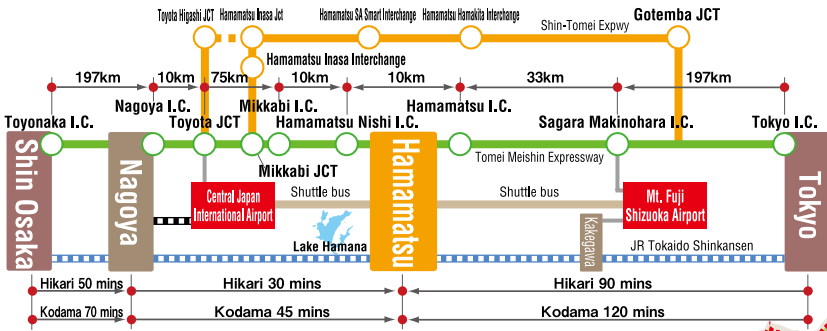 Toyota Higashi JCT
Hamamatsu Inasa Jct
Hamamatsu SA Smart Interchange
Hamamatsu Hamakita Interchange
Shin-Tomei Expwy
Gotemba JCT
Hamamatsu Inasa Interchange
197km
10km
75km
10km
10km
33km
197km
Nagoya I.C.
Mikkabi I.C.
Hamamatsu I.C.
Toyonaka I.C.
Toyota JCT
Hamamatsu Nishi I.C.
Sagara Makinohara I.C.
Tokyo I.C.
Tomei Meishin Expressway
Mikkabi JCT
Shin Osaka
Nagoya
Hamamatsu
Tokyo
Central Japan
International Airport
Shuttle bus
Shuttle bus
Mt. Fuji
Shizuoka Airport
Kakegawa
Lake Hamana
JR Tokaido Shinkansen
Hikari 50 mins
Hikari 30 mins
Hikari 90 mins
Kodama 70 mins
Kodama 45 mins
Kodama 120 mins